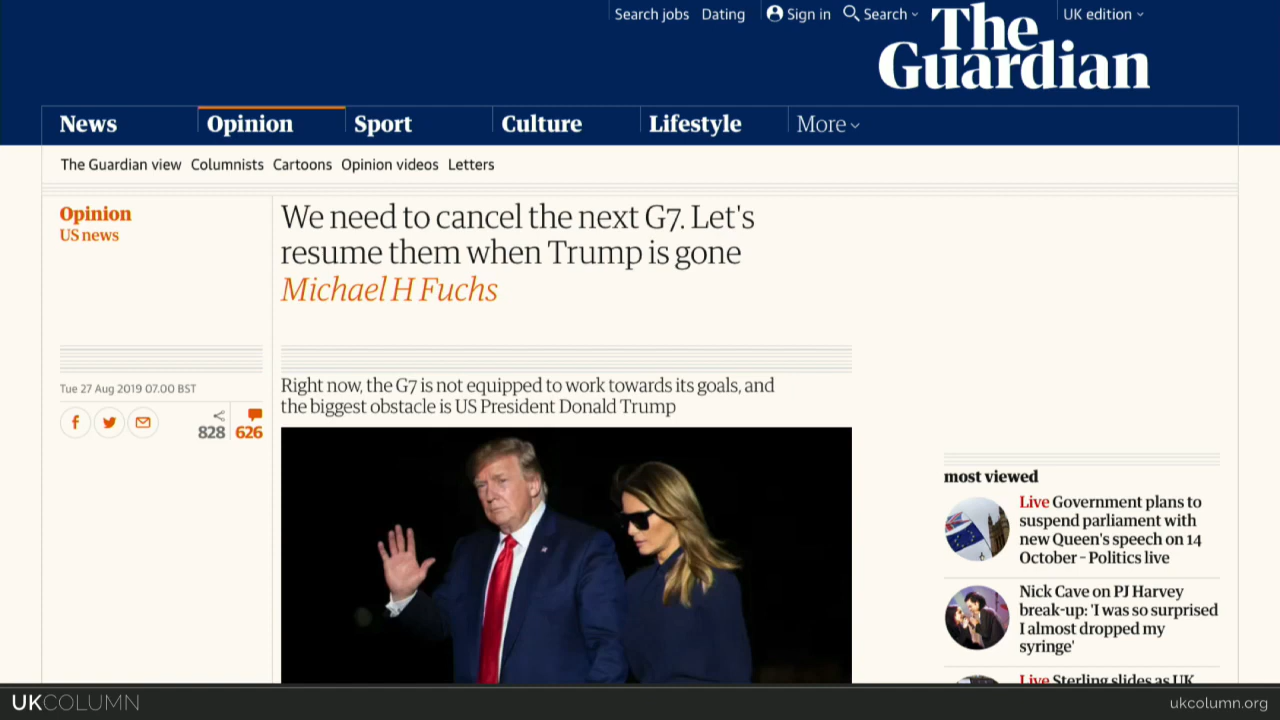 Search jobs Dating Sign in Search UK edition
The
Guardian
News Opinion Sport Culture Lifestyle More
The Guardian view Columnists Cartoons Opinion videos Letters
Opinion
US news
We need to cancel the next G7. Let's
resume them when Trump is gone
Michael H Fuchs
Tue 27 Aug 2019 07.00 BST
828 626
Right now, the G7 is not equipped to work towards its goals, and
the biggest obstacle is US President Donald Trump
most viewed
Live Government plans to
suspend parliament with
new Queen's speech on 14
October – Politics live
Nick Cave on PJ Harvey
break-up: 'I was so surprised
I almost dropped my
syringe'
Live Sterling slides as UK
UKCOLUMN
ukcolumn.org